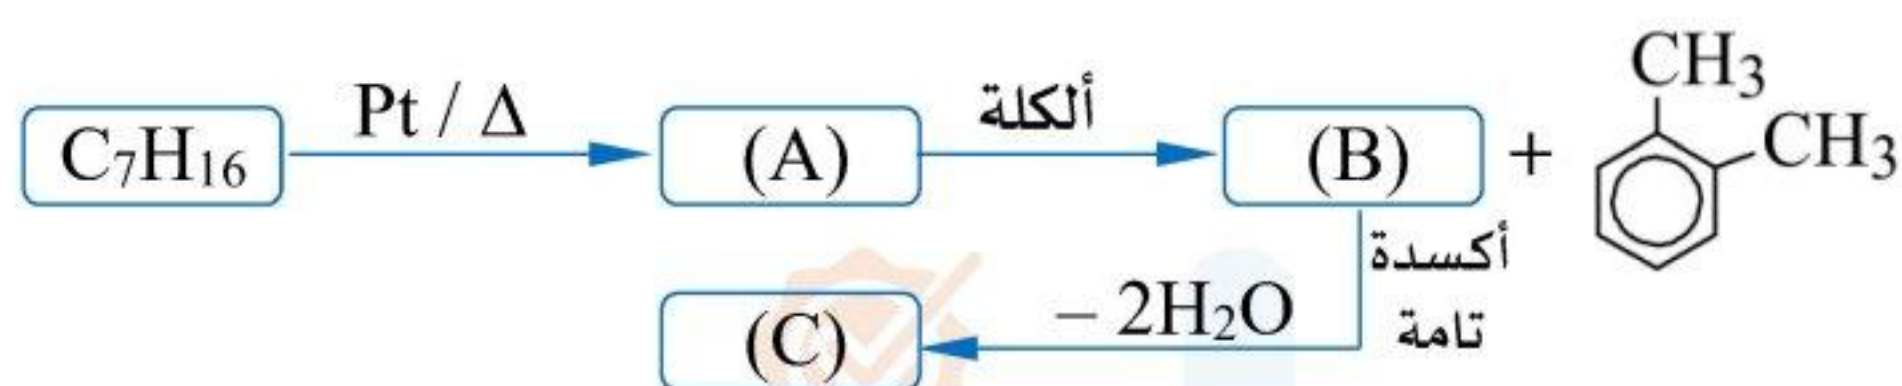 C₇H₁₆ Pt / Δ (A) ألكلة (B) + CH₃ CH₃
أكسدة
تامة
– 2H₂O
(C)